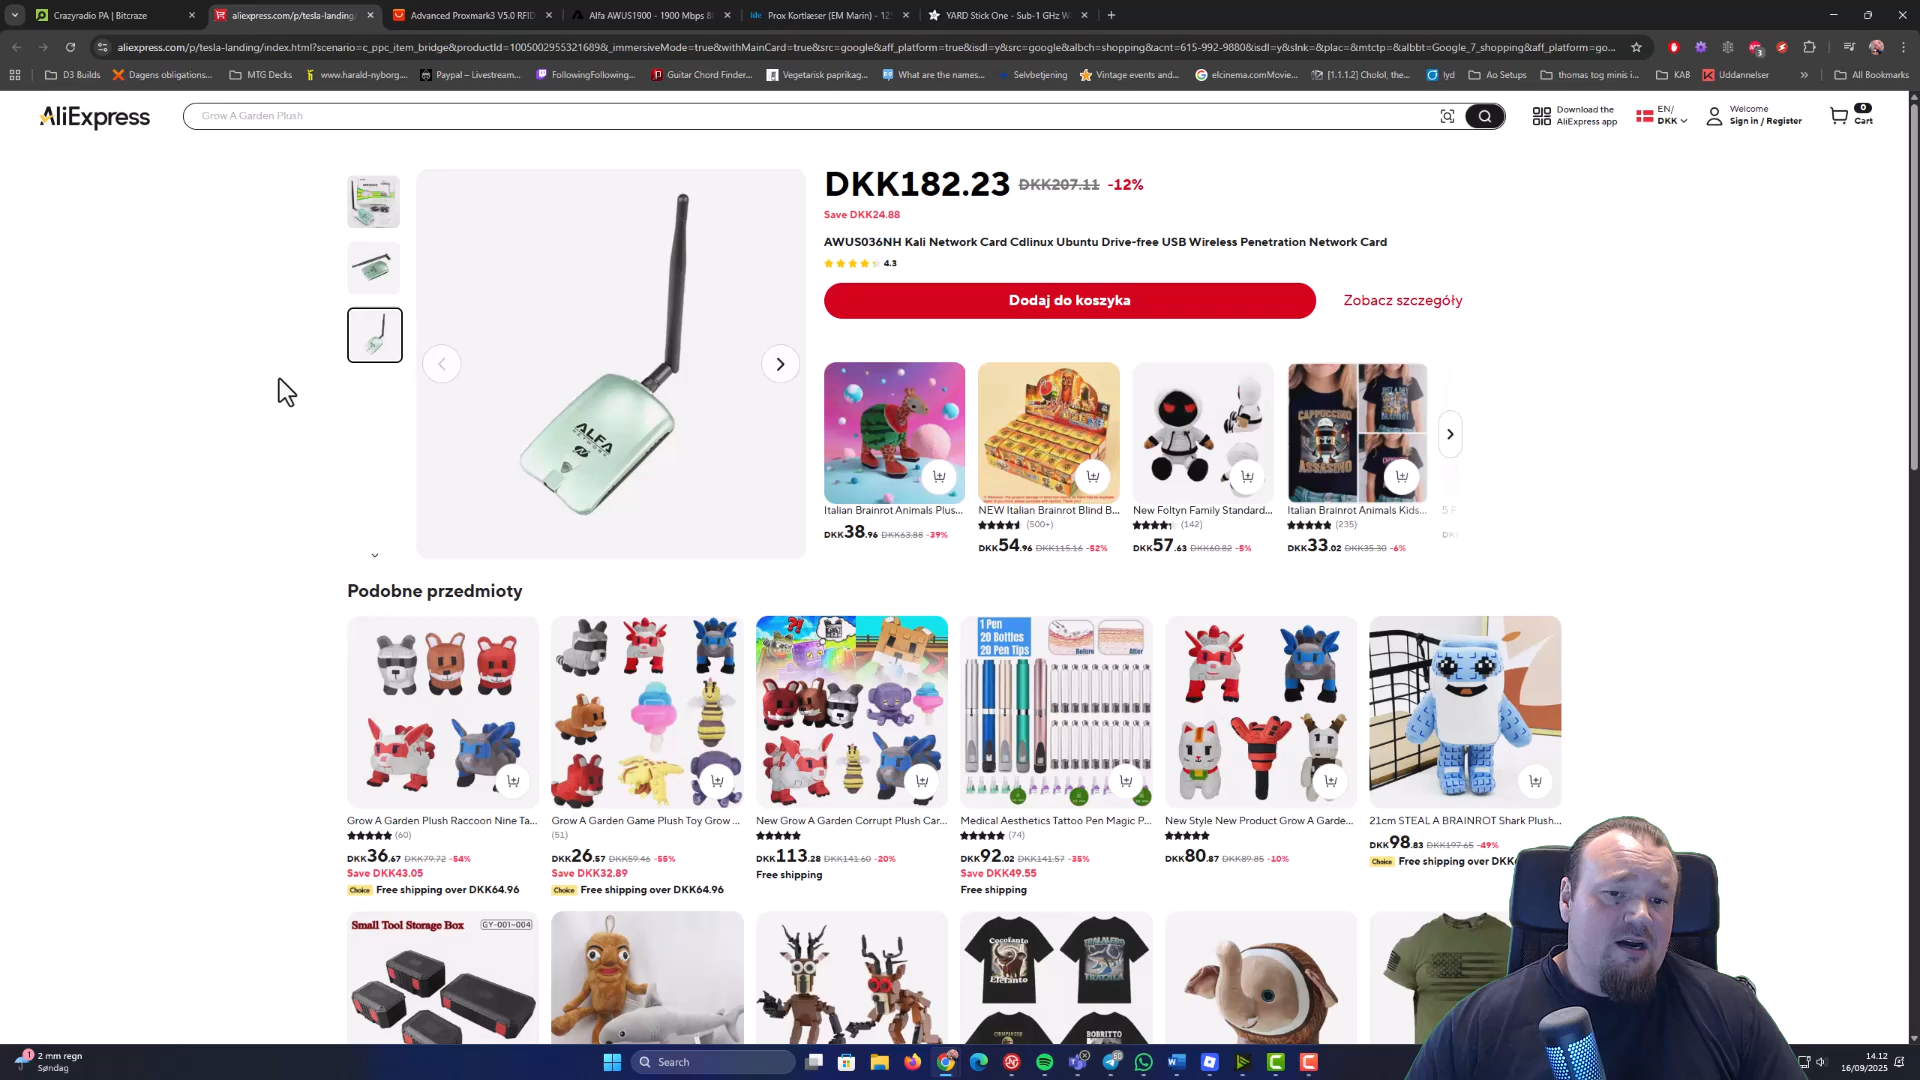 Crazyradio PA | Bitcraze
aliexpress.com/p/tesla-landing/
Advanced Proxmark3 V5.0 RFID
Alfa AWUS1900 - 1900 Mbps 8
Prox Kortlæser (EM Marin) - 12
YARD Stick One - Sub-1 GHz W
aliexpress.com/p/tesla-landing/index.html?scenario=c_ppc_item_bridge&productId=1005002955321689&_immersiveMode=true&withMainCard=true&src=google&aff_platform=true&isdl=y&src=google&albch=shopping&acnt=615-992-9880&isdl=y&slnk=&plac=&mtctp=&albbt=Google_7_shopping&aff_platform=go...
D3 Builds
Dagens obligations...
MTG Decks
www.harald-nyborg....
Paypal – Livestream...
FollowingFollowing...
Guitar Chord Finder...
Vegetarisk paprikag...
What are the names...
Selvbetjening
Vintage events and...
elcinema.comMovie...
[1.1.1.2] Cholol, the...
lyd
Ao Setups
thomas tog minis i...
KAB
Uddannelser
All Bookmarks
AliExpress
Grow A Garden Plush
Download the
AliExpress app
EN/
DKK
Welcome
Sign in / Register
0
Cart
DKK182.23 DKK207.11 -12%
Save DKK24.88
AWUS036NH Kali Network Card Cdlinux Ubuntu Drive-free USB Wireless Penetration Network Card
4.3
Dodaj do koszyka
Zobacz szczegóły
ALFA
NETWORK
N
CAPPUCCINO
ASSASSINO
Italian Brainrot Animals Plus...
DKK38.96 DKK63.88 -39%
NEW Italian Brainrot Blind B...
(500+)
DKK54.96 DKK115.16 -52%
New Foltyn Family Standard...
(142)
DKK57.63 DKK60.82 -5%
Italian Brainrot Animals Kids...
(235)
DKK33.02 DKK35.30 -6%
Podobne przedmioty
1 Pen
20 Bottles
20 Pen Tips
Before
After
Grow A Garden Plush Raccoon Nine Ta...
(60)
DKK36.67 DKK79.72 -54%
Save DKK43.05
Choice Free shipping over DKK64.96
Grow A Garden Game Plush Toy Grow ...
(51)
DKK26.57 DKK59.46 -55%
Save DKK32.89
Choice Free shipping over DKK64.96
New Grow A Garden Corrupt Plush Car...
DKK113.28 DKK141.60 -20%
Free shipping
Medical Aesthetics Tattoo Pen Magic P...
(74)
DKK92.02 DKK141.57 -35%
Save DKK49.55
Free shipping
New Style New Product Grow A Garde...
DKK80.87 DKK89.85 -10%
21cm STEAL A BRAINROT Shark Plush...
DKK98.83 DKK197.65 -49%
Choice Free shipping over DKK
Small Tool Storage Box
GY-001~004
Cocofanto
Elefanto
TRALALERO
TRALALA
BOBRITTO
2 mm regn
Søndag
Search
14.12
16/09/2025